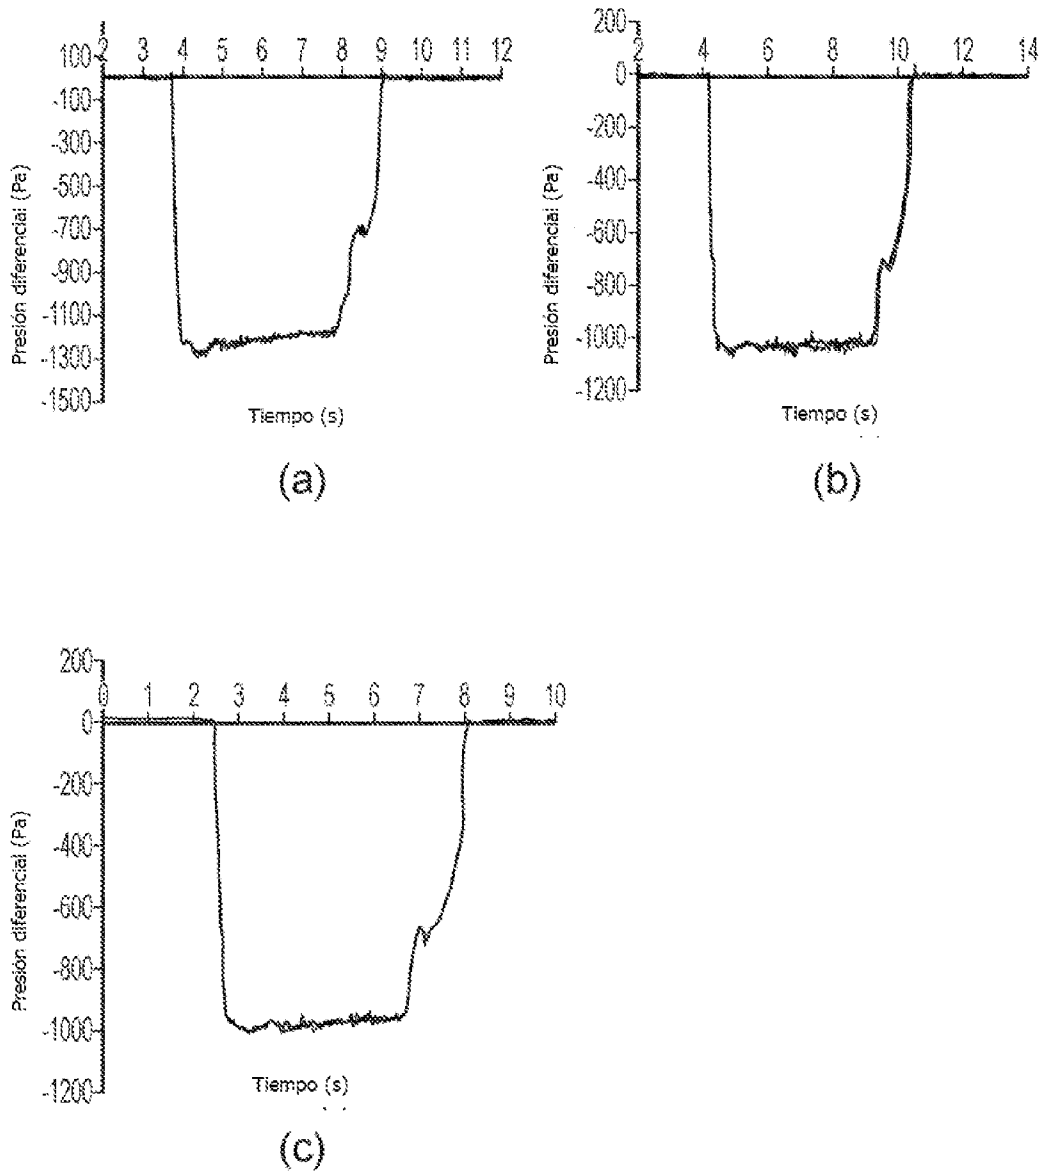 100
2 3 4 5 6 7 8 9 10 11 12
-100
-300
-500
-700
-900
-1100
-1300
-1500
Presión diferencial (Pa)
Tiempo (s)
(a)
200
2 4 6 8 10 12 14
0
-200
-400
-600
-800
-1000
-1200
Presión diferencial (Pa)
Tiempo (s)
(b)
200
0 1 2 3 4 5 6 7 8 9 10
0
-200
-400
-600
-800
-1000
-1200
Presión diferencial (Pa)
Tiempo (s)
(c)